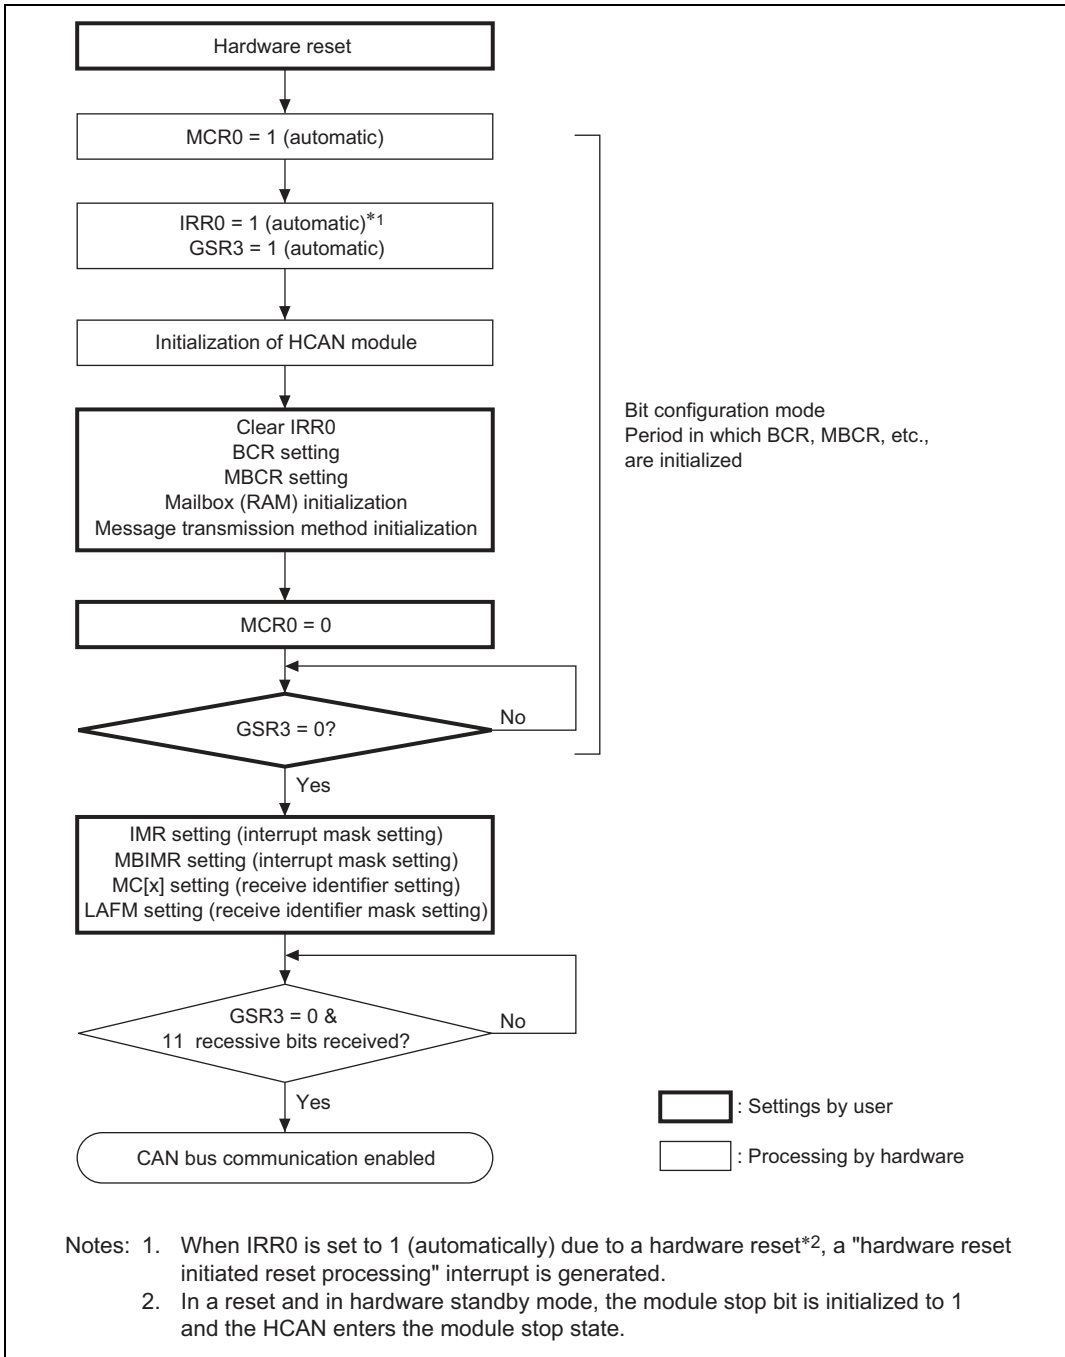 Hardware reset
MCR0 = 1 (automatic)
IRR0 = 1 (automatic)*1
GSR3 = 1 (automatic)
Initialization of HCAN module
Clear IRR0
BCR setting
MBCR setting
Mailbox (RAM) initialization
Message transmission method initialization
Bit configuration mode
Period in which BCR, MBCR, etc.,
are initialized
MCR0 = 0
GSR3 = 0?
No
Yes
IMR setting (interrupt mask setting)
MBIMR setting (interrupt mask setting)
MC[x] setting (receive identifier setting)
LAFM setting (receive identifier mask setting)
GSR3 = 0 &
11 recessive bits received?
No
Yes
CAN bus communication enabled
: Settings by user
: Processing by hardware
Notes: 1. When IRR0 is set to 1 (automatically) due to a hardware reset*2, a "hardware reset
initiated reset processing" interrupt is generated.
2. In a reset and in hardware standby mode, the module stop bit is initialized to 1
and the HCAN enters the module stop state.